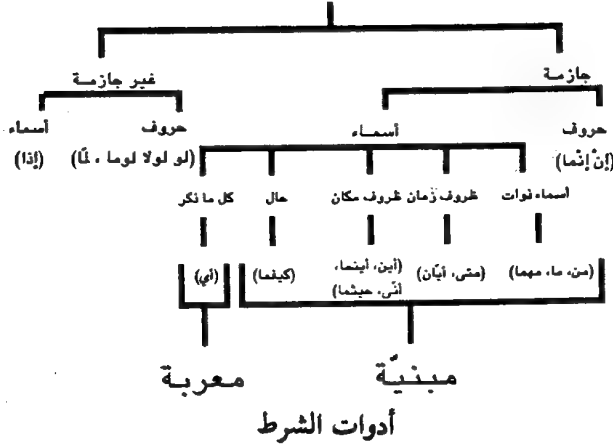 جازمة
غير جازمة
حروف
أسماء
حروف
أسماء
(إنْ إنْما)
(لو لولا لوما ، لمّا)
(إذا)
أسماء ذوات
ظروف زمان
ظروف مكان
حال
كل ما ذكر
(من، ما، مهما)
(متى، أيّان)
(أين، أينما،
أنّى، حيثما)
(كيفما)
(أي)
مبنيّة
معربة
أدوات الشرط